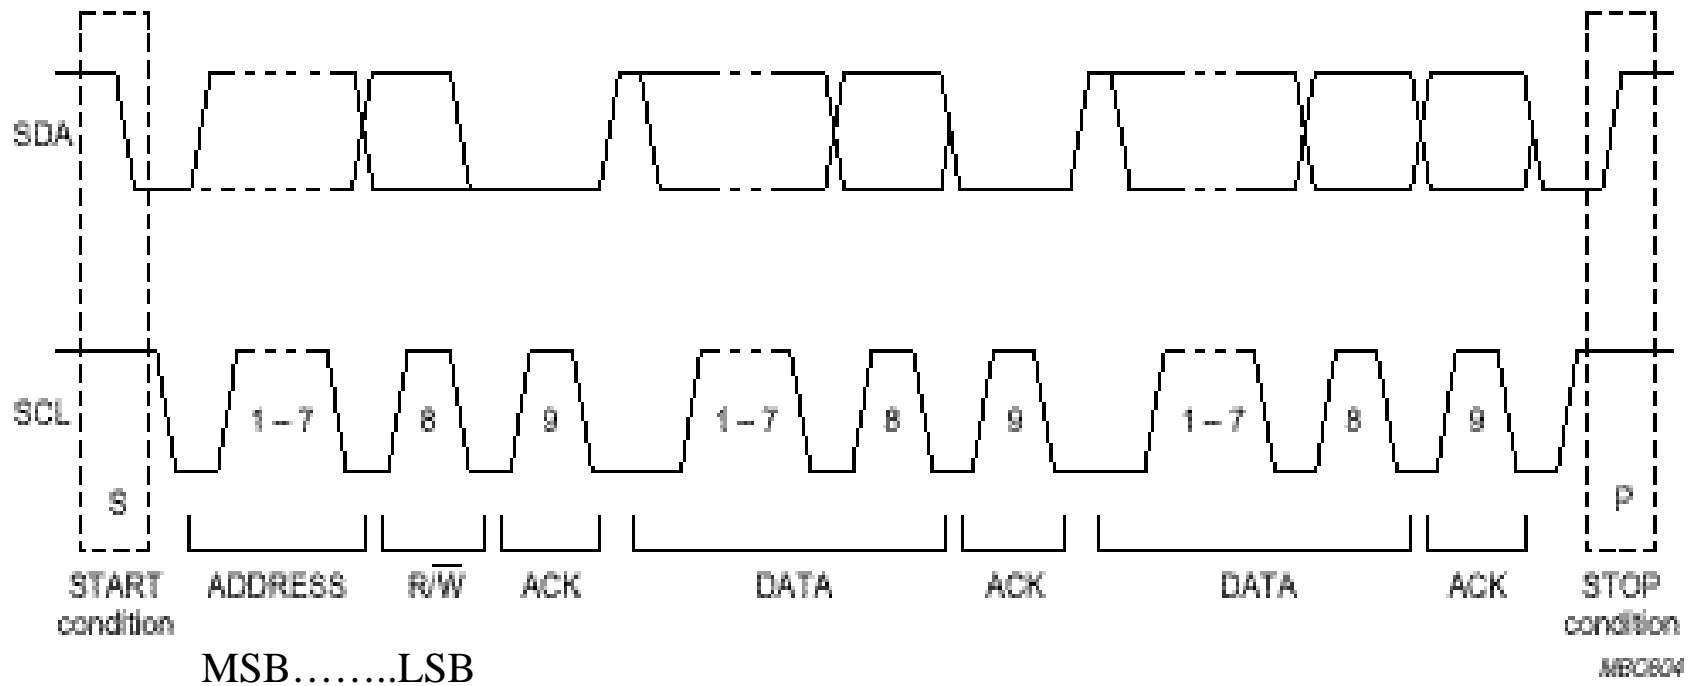 SDA
SCL
1 – 7 8 9 1 – 7 8 9 1 – 7 8 9
S P
START condition ADDRESS R/W̅ ACK DATA ACK DATA ACK STOP condition
MSB........LSB